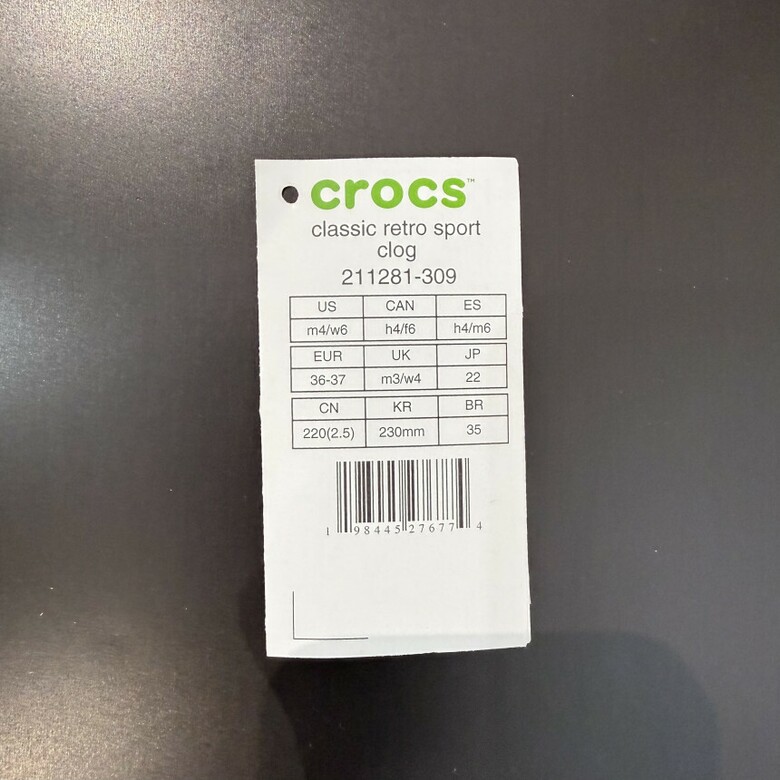 crocs™
classic retro sport
clog
211281-309
US CAN ES
m4/w6 h4/f6 h4/m6
EUR UK JP
36-37 m3/w4 22
CN KR BR
220(2.5) 230mm 35
1 98445 27677 4